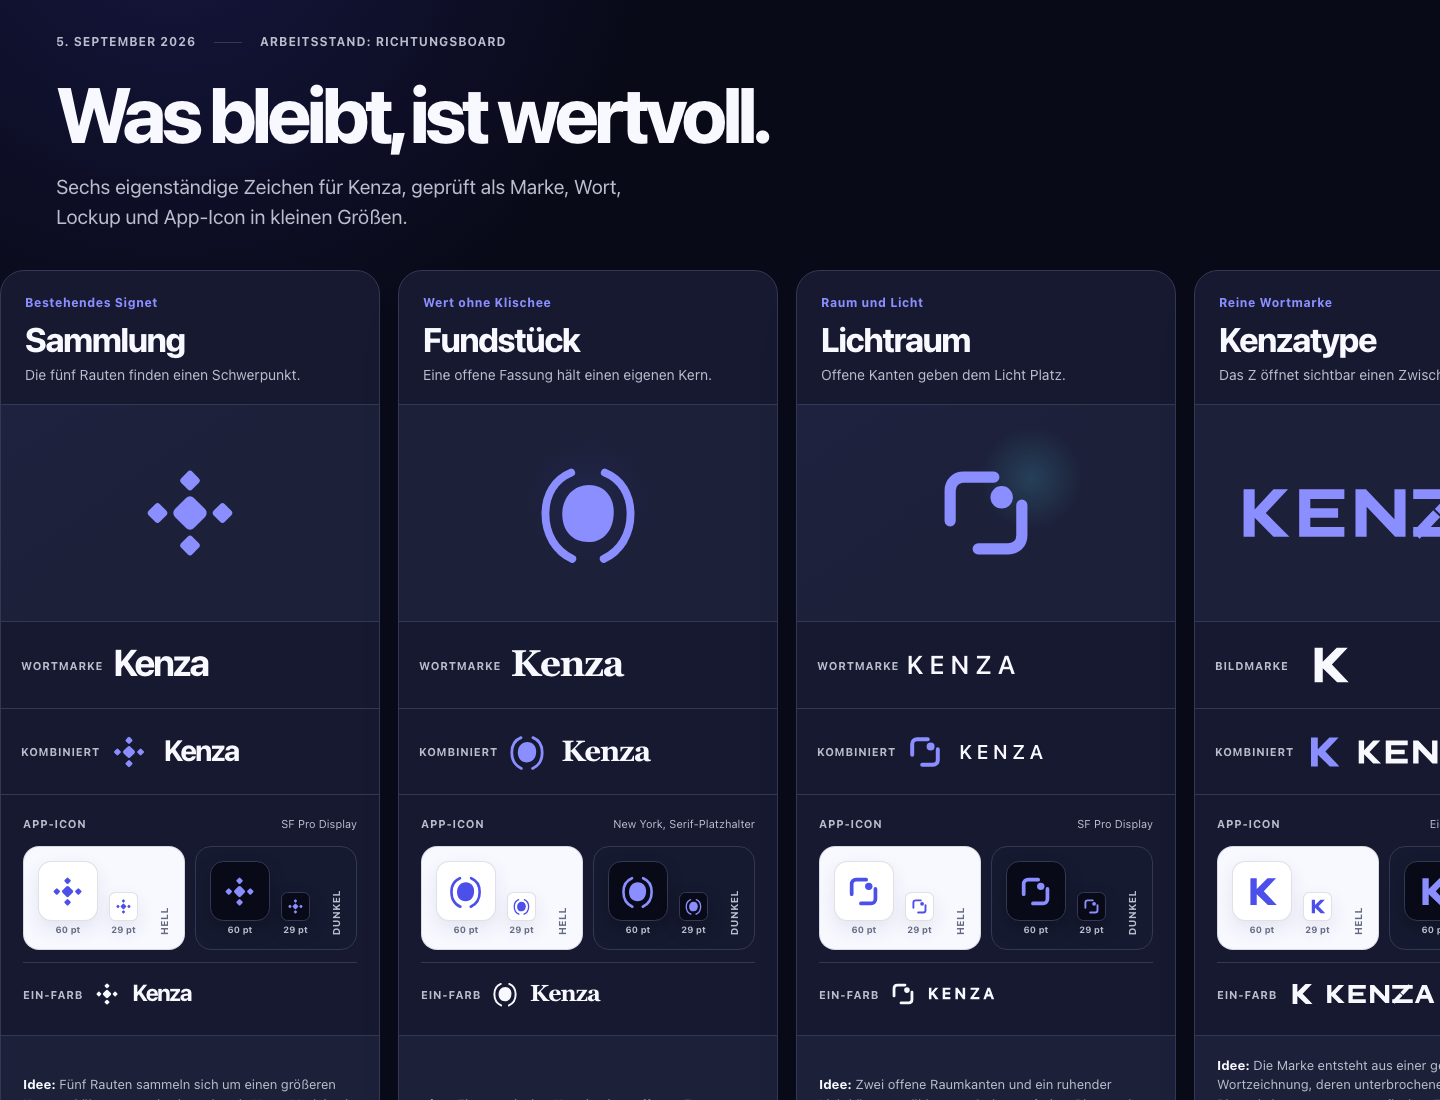 5. SEPTEMBER 2026 ARBEITSSTAND: RICHTUNGSBOARD
Was bleibt, ist wertvoll.
Sechs eigenständige Zeichen für Kenza, geprüft als Marke, Wort,
Lockup und App-Icon in kleinen Größen.
Bestehendes Signet
Sammlung
Die fünf Rauten finden einen Schwerpunkt.
WORTMARKE Kenza
KOMBINIERT Kenza
APP-ICON SF Pro Display
60 pt 29 pt HELL 60 pt 29 pt DUNKEL
EIN-FARB Kenza
Idee: Fünf Rauten sammeln sich um einen größeren
Wert ohne Klischee
Fundstück
Eine offene Fassung hält einen eigenen Kern.
WORTMARKE Kenza
KOMBINIERT Kenza
APP-ICON New York, Serif-Platzhalter
60 pt 29 pt HELL 60 pt 29 pt DUNKEL
EIN-FARB Kenza
Raum und Licht
Lichtraum
Offene Kanten geben dem Licht Platz.
WORTMARKE KENZA
KOMBINIERT KENZA
APP-ICON SF Pro Display
60 pt 29 pt HELL 60 pt 29 pt DUNKEL
EIN-FARB KENZA
Idee: Zwei offene Raumkanten und ein ruhender
Reine Wortmarke
Kenzatype
Das Z öffnet sichtbar einen
KENZ
BILDMARKE K
KOMBINIERT K KEN
APP-ICON
K K K
60 pt 29 pt HELL
EIN-FARB K KENZA
Idee: Die Marke entsteht aus einer
Wortzeichnung, deren